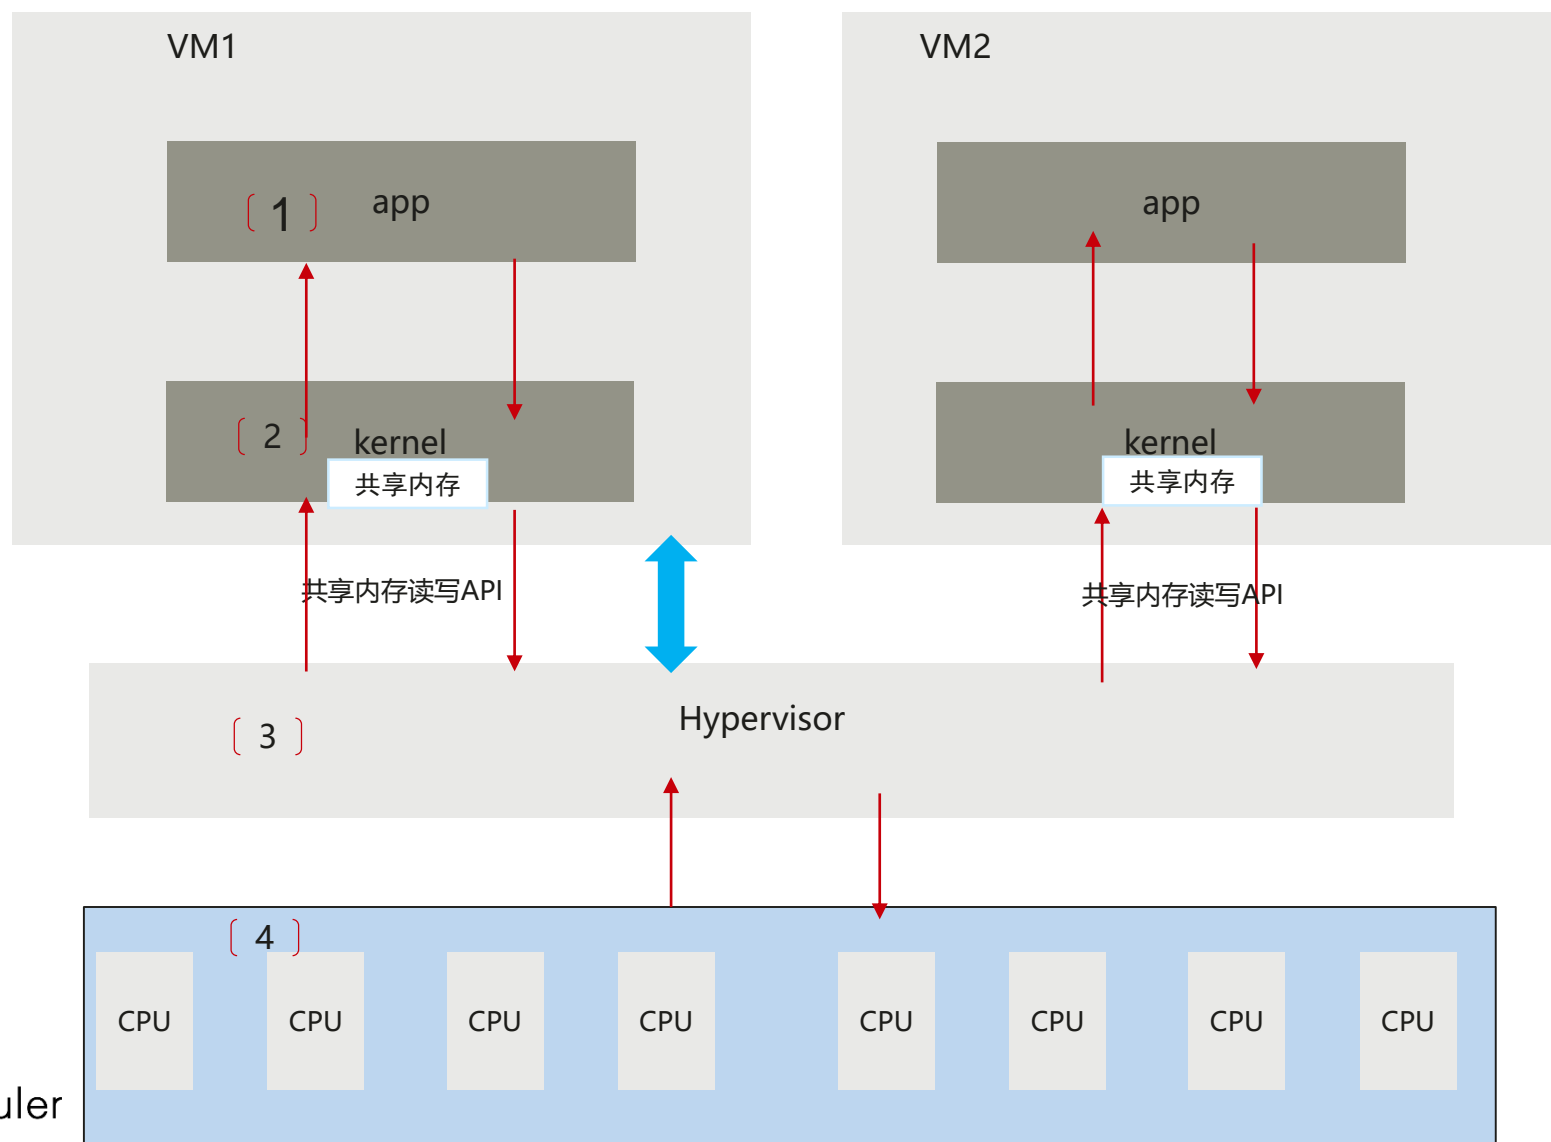 VM1
VM2
app
〔1〕
app
〔2〕
kernel
共享内存
kernel
共享内存
共享内存读写API
共享内存读写API
Hypervisor
〔3〕
〔4〕
CPU
CPU
CPU
CPU
CPU
CPU
CPU
CPU
uler